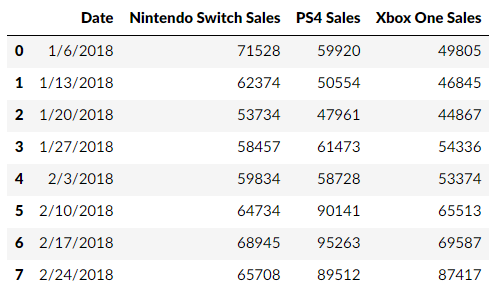 Date Nintendo Switch Sales PS4 Sales Xbox One Sales
0 1/6/2018 71528 59920 49805
1 1/13/2018 62374 50554 46845
2 1/20/2018 53734 47961 44867
3 1/27/2018 58457 61473 54336
4 2/3/2018 59834 58728 53374
5 2/10/2018 64734 90141 65513
6 2/17/2018 68945 95263 69587
7 2/24/2018 65708 89512 87417